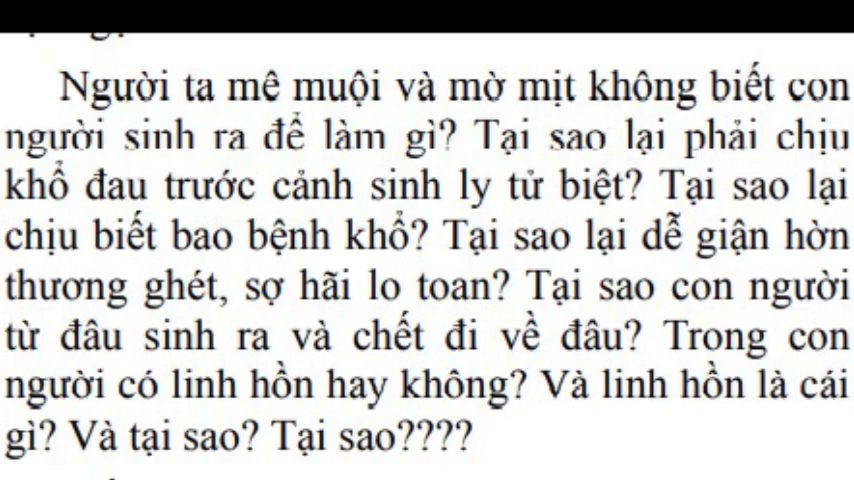 Người ta mê muội và mờ mịt không biết con
người sinh ra để làm gì? Tại sao lại phải chịu
khổ đau trước cảnh sinh ly tử biệt? Tại sao lại
chịu biết bao bệnh khổ? Tại sao lại dễ giận hờn
thương ghét, sợ hãi lo toan? Tại sao con người
từ đâu sinh ra và chết đi về đâu? Trong con
người có linh hồn hay không? Và linh hồn là cái
gì? Và tại sao? Tại sao????